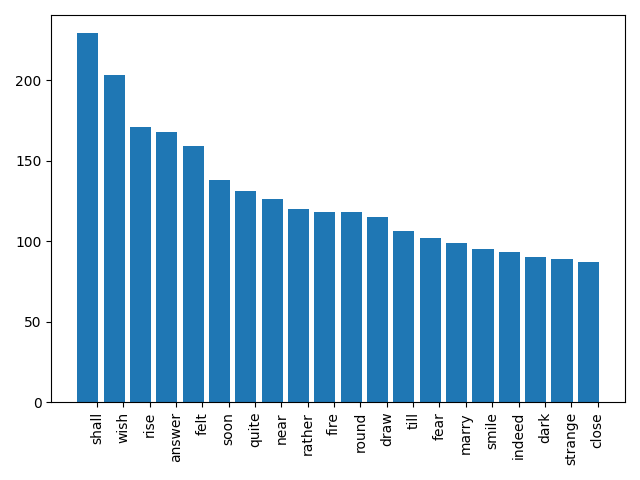 200
150
100
50
0
shall
wish
rise
answer
felt
soon
quite
near
rather
fire
round
draw
till
fear
marry
smile
indeed
dark
strange
close